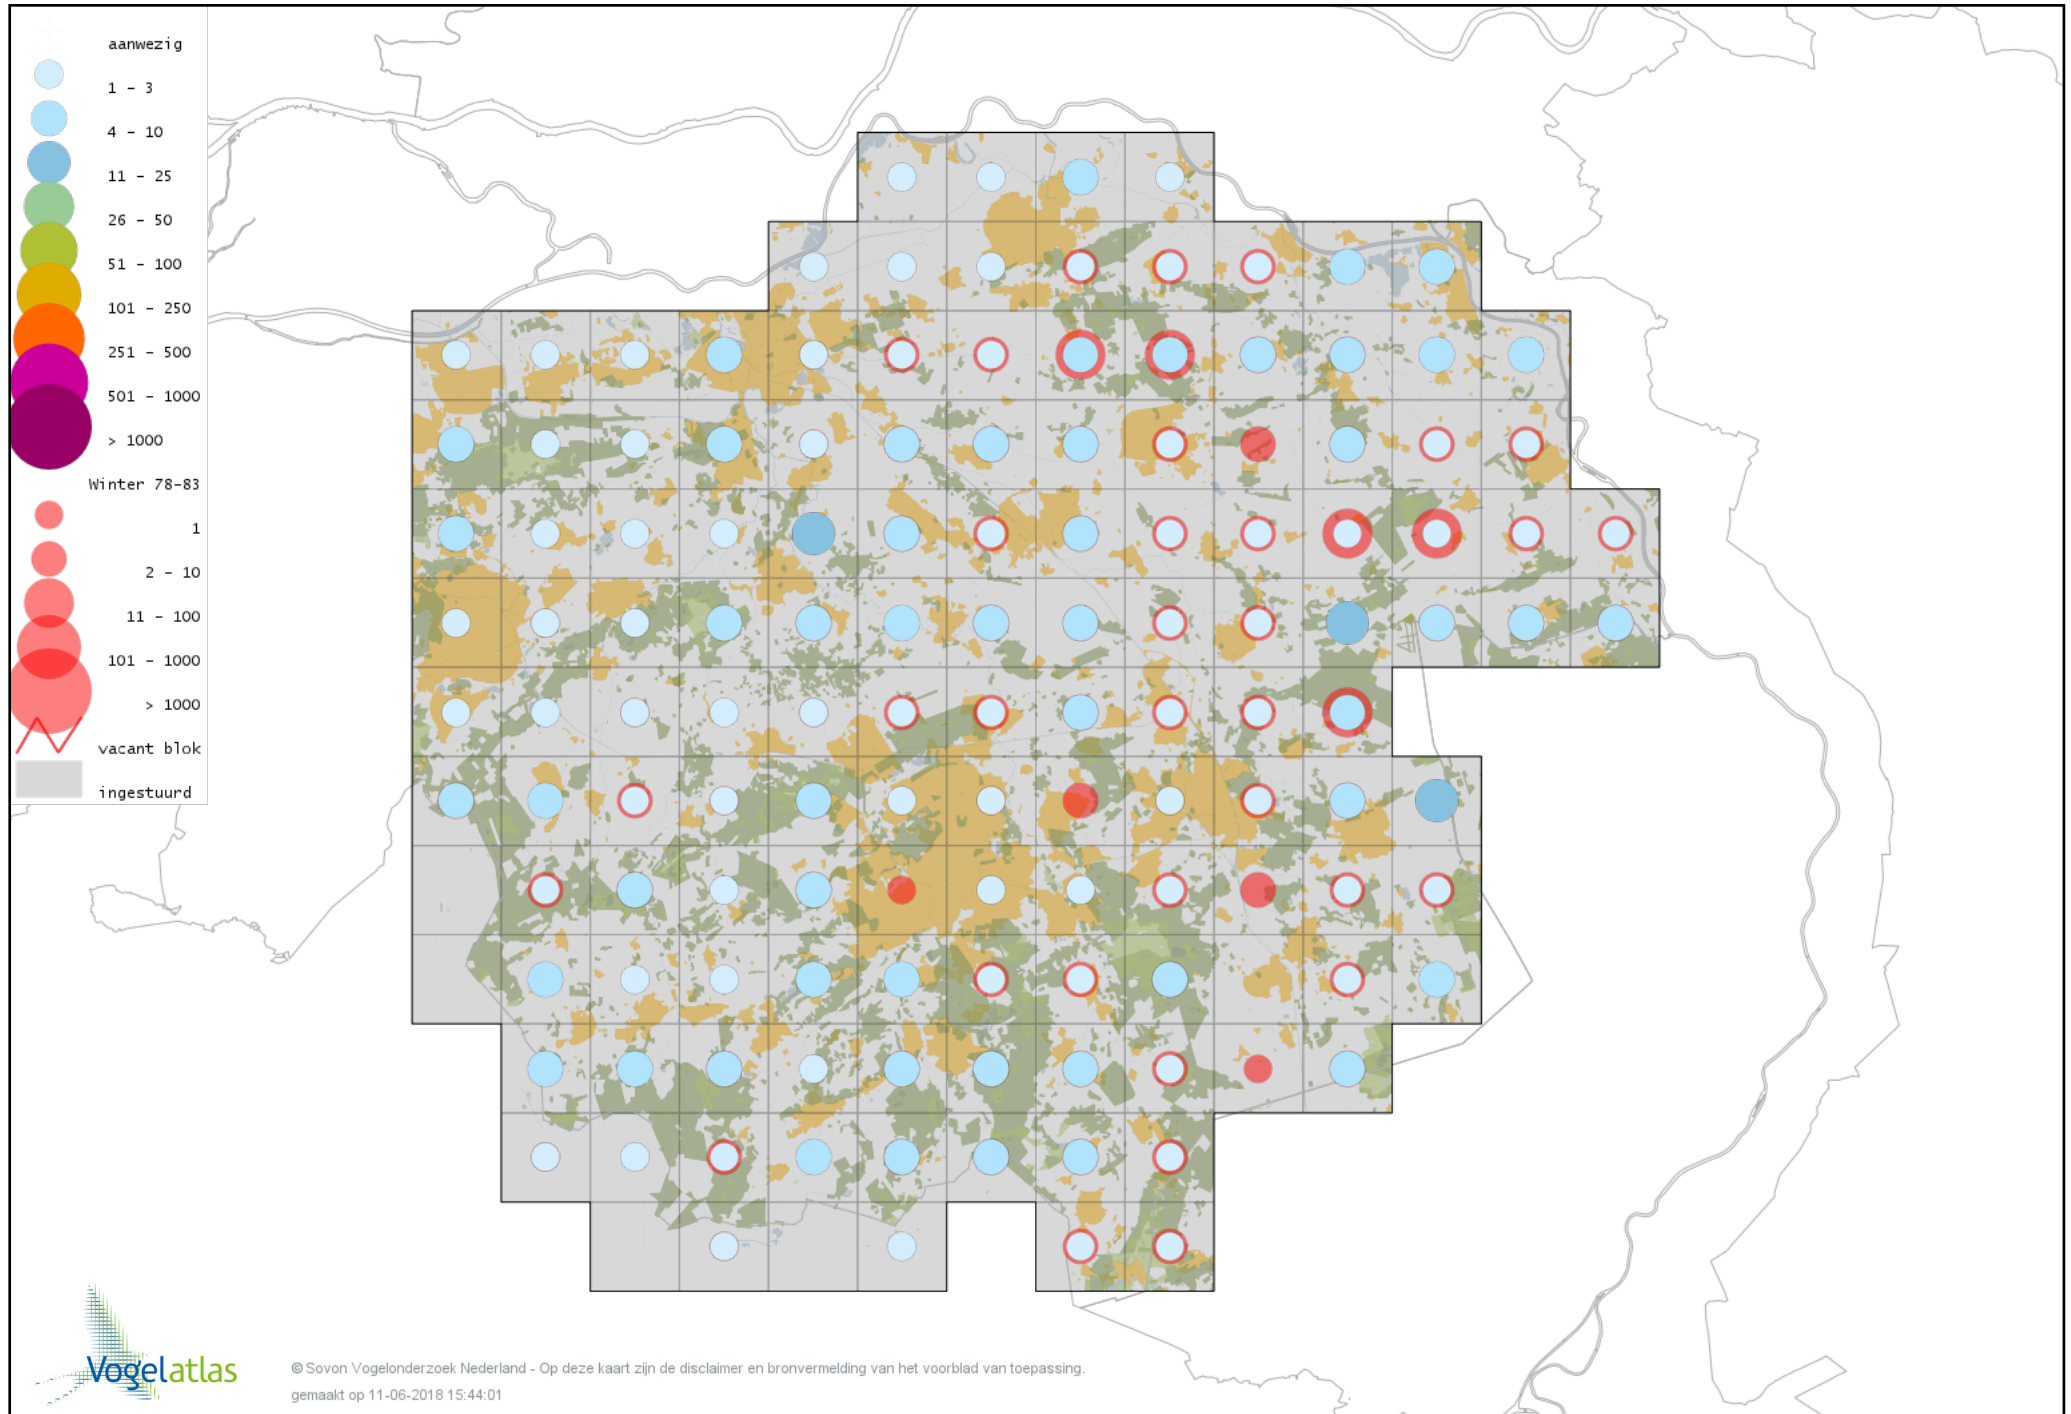 aanwezig
1 - 3
4 - 10
11 - 25
26 - 50
51 - 100
101 - 250
251 - 500
501 - 1000
> 1000
Winter 78-83
1
2 - 10
11 - 100
101 - 1000
> 1000
vacant blok
ingestuurd
Vogelatlas
© Sovon Vogelonderzoek Nederland - Op deze kaart zijn de disclaimer en bronvermelding van het voorblad van toepassing.
gemaakt op 11-06-2018 15:44:01